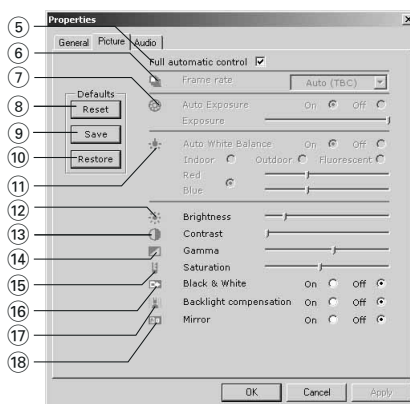 Properties
General Picture Audio
5
6
7
8
9
10
11
12
13
14
15
16
17
18
Full automatic control
Frame rate Auto (TBC)
Defaults
Reset
Save
Restore
Auto Exposure On Off
Exposure
Auto White Balance On Off
Indoor Outdoor Fluorescent
Red
Blue
Brightness
Contrast
Gamma
Saturation
Black & White On Off
Backlight compensation On Off
Mirror On Off
OK Cancel Apply